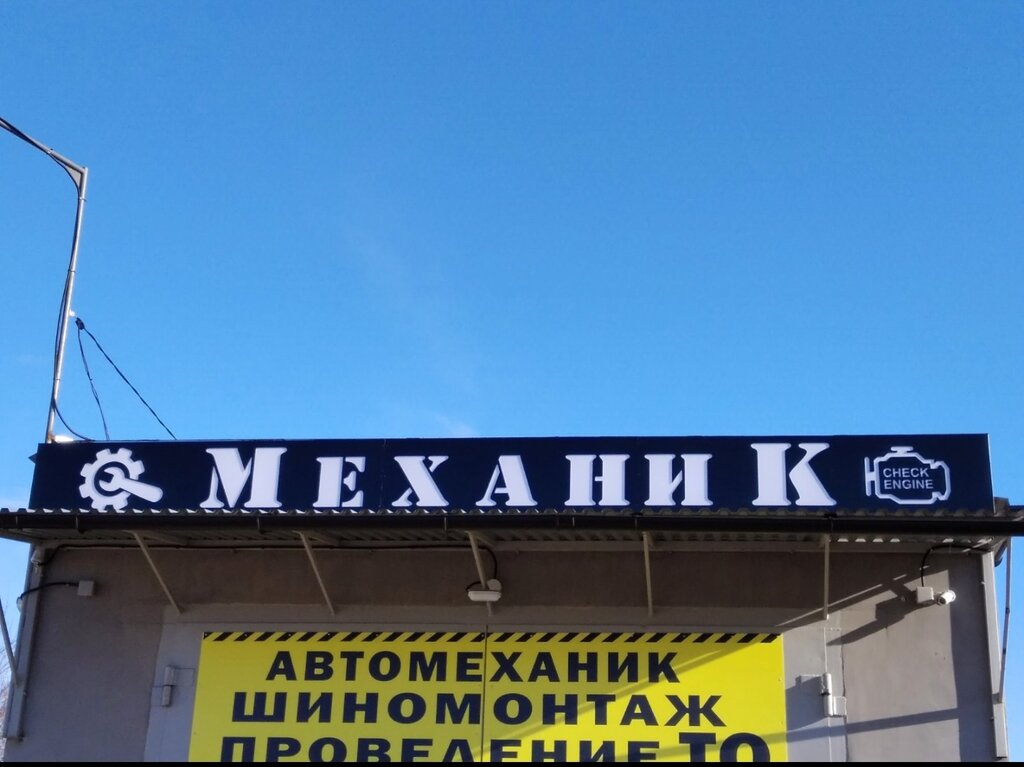 МеханиК
CHECK
ENGINE
АВТОМЕХАНИК
ШИНОМОНТАЖ
ПРОВЕДЕНИЕ ТО